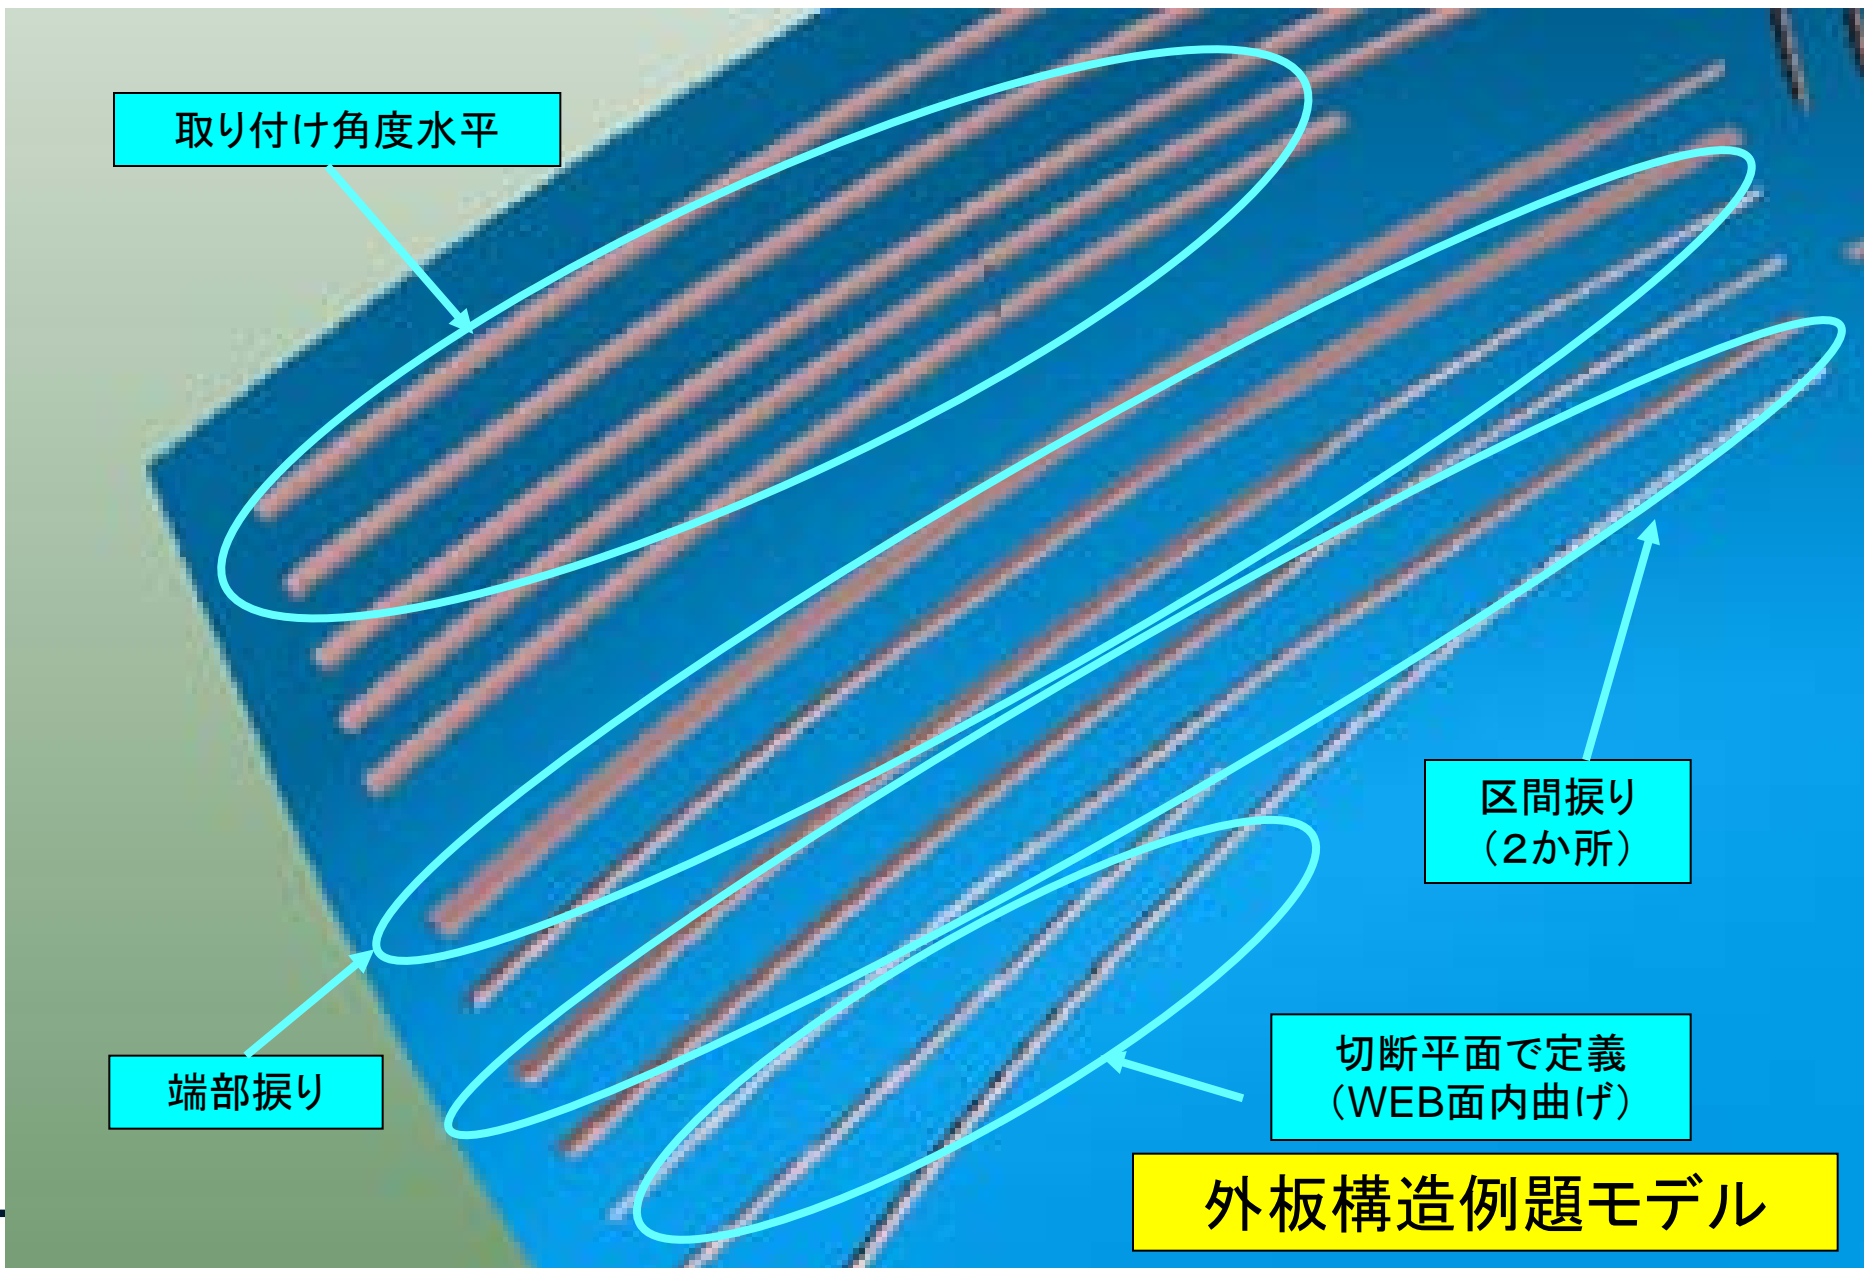 取り付け角度水平
区間捩り
（2か所）
端部捩り
切断平面で定義
（WEB面内曲げ）
外板構造例題モデル